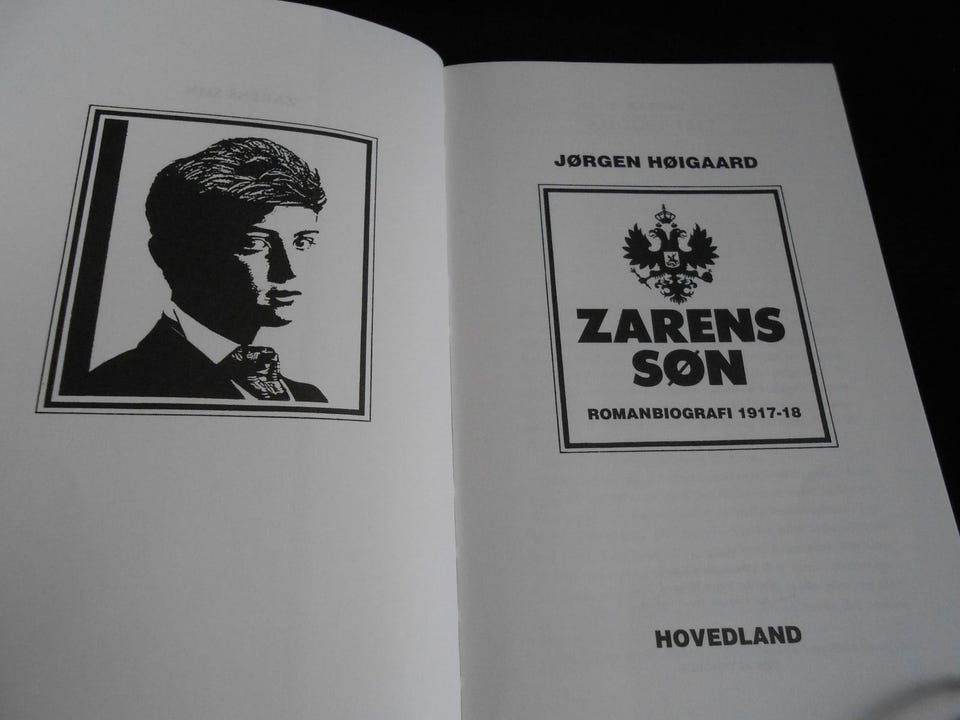 JØRGEN HØIGAARD
ZARENS
SØN
ROMANBIOGRAFI 1917-18
HOVEDLAND